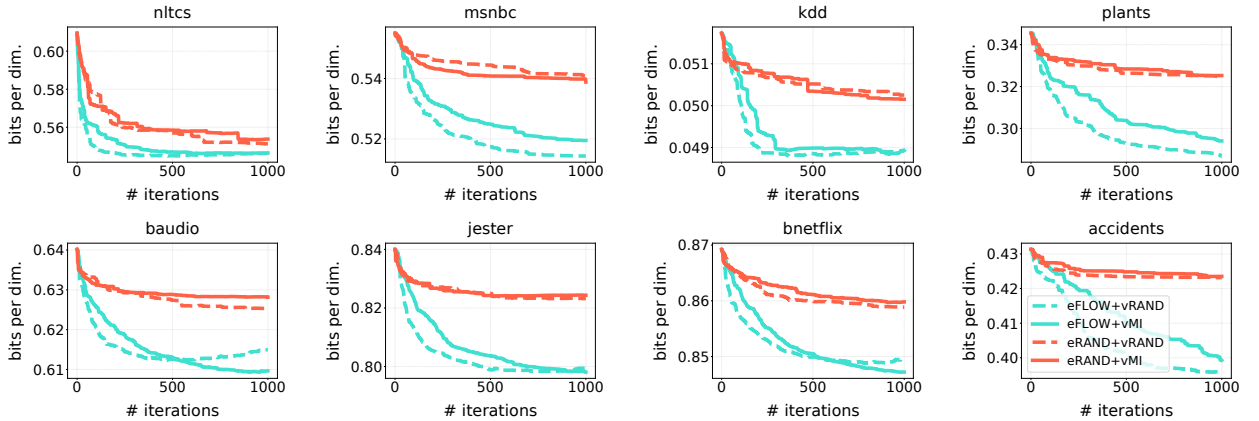 nltcs
bits per dim.
0.60
0.58
0.56
0
500
1000
# iterations
msnbc
bits per dim.
0.54
0.52
0
500
1000
# iterations
kdd
bits per dim.
0.051
0.050
0.049
0
500
1000
# iterations
plants
bits per dim.
0.34
0.32
0.30
0
500
1000
# iterations
baudio
bits per dim.
0.64
0.63
0.62
0.61
0
500
1000
# iterations
jester
bits per dim.
0.84
0.82
0.80
0
500
1000
# iterations
bnetflix
bits per dim.
0.87
0.86
0.85
0
500
1000
# iterations
accidents
bits per dim.
0.43
0.42
0.41
0.40
eFLOW+vRAND
eFLOW+vMI
eRAND+vRAND
eRAND+vMI
0
500
1000
# iterations